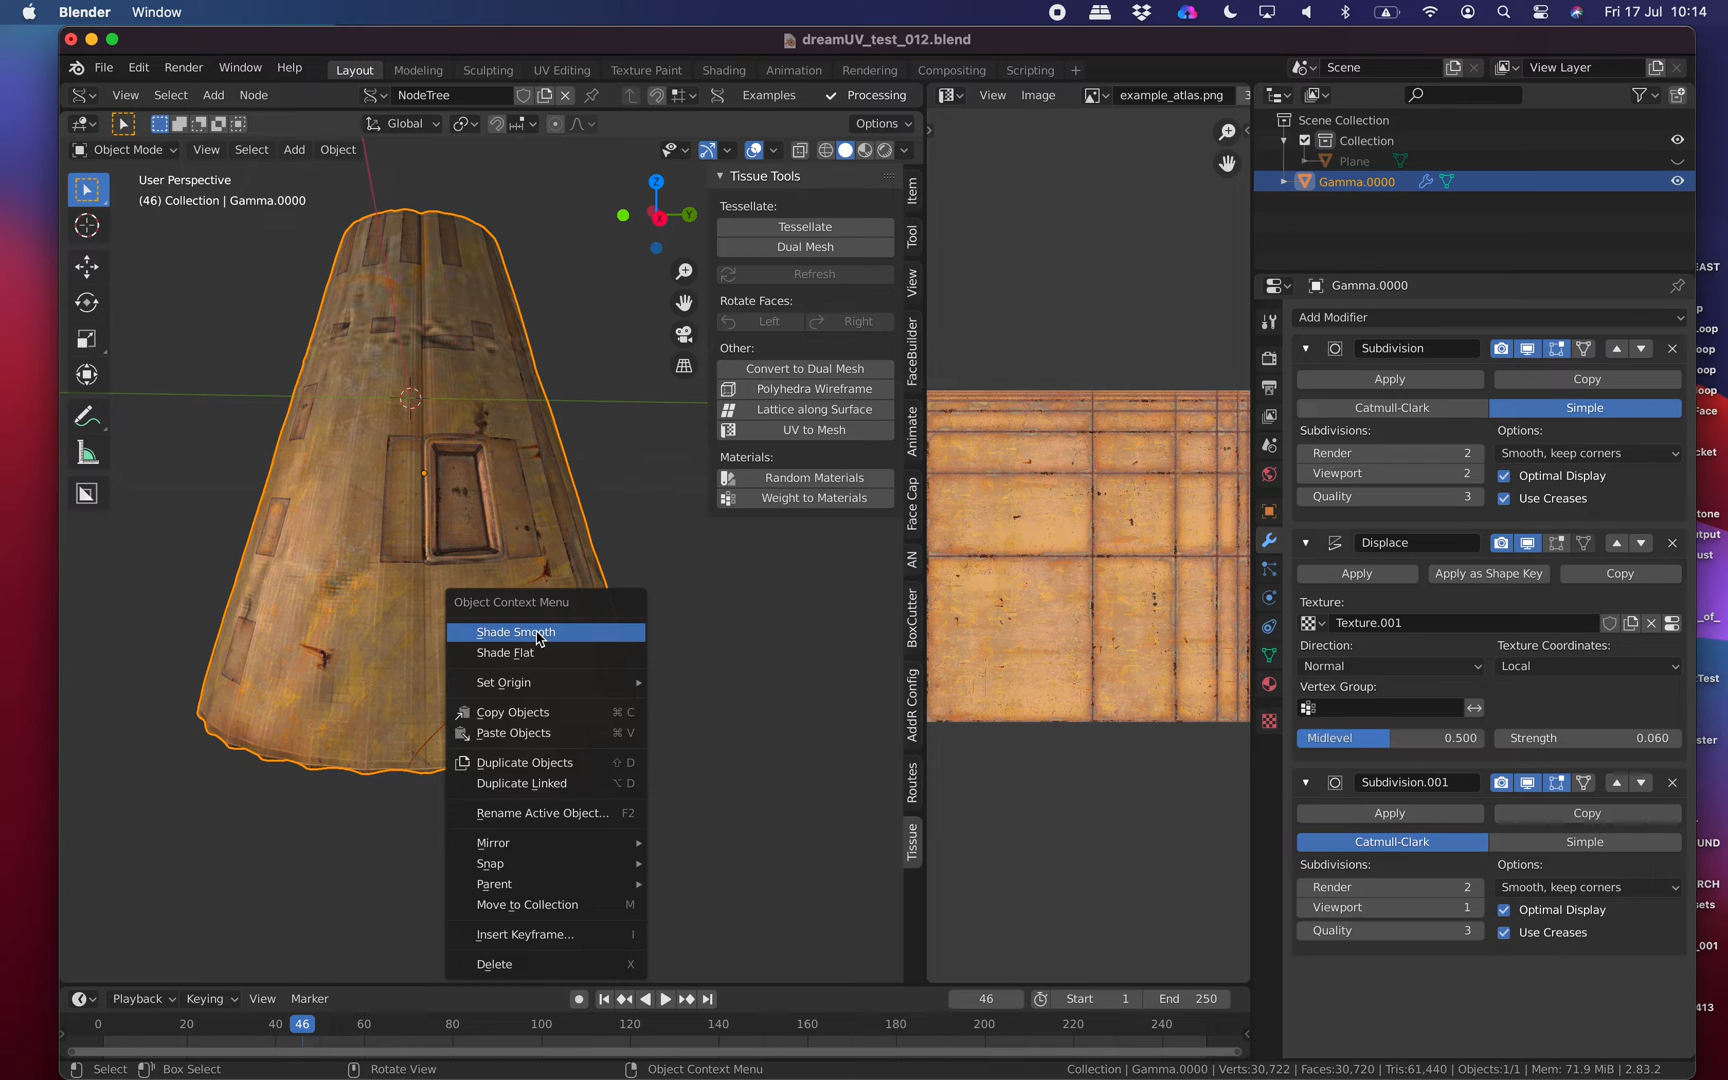 Blender Window Fri 17 Jul 10:14
dreamUV_test_012.blend
File Edit Render Window Help Layout Modeling Sculpting UV Editing Texture Paint Shading Animation Rendering Compositing Scripting + Scene View Layer
View Select Add Node NodeTree Examples Processing View Image example_atlas.png 3
Global Options
Object Mode View Select Add Object
User Perspective
(46) Collection | Gamma.0000
Z
Y
X
Tissue Tools
Tessellate:
Tessellate
Dual Mesh
Refresh
Rotate Faces:
Left Right
Other:
Convert to Dual Mesh
Polyhedra Wireframe
Lattice along Surface
UV to Mesh
Materials:
Random Materials
Weight to Materials
Item
Tool
View
FaceBuilder
Animate
Face Cap
AN
BoxCutter
AddR Config
Routes
Tissue
Object Context Menu
Shade Smooth
Shade Flat
Set Origin
Copy Objects ⌘ C
Paste Objects ⌘ V
Duplicate Objects ⇧ D
Duplicate Linked ⌥ D
Rename Active Object... F2
Mirror
Snap
Parent
Move to Collection M
Insert Keyframe... I
Delete X
Scene Collection
Collection
Plane
Gamma.0000
Gamma.0000
Add Modifier
Subdivision
Apply Copy
Catmull-Clark Simple
Subdivisions: Options:
Render 2 Smooth, keep corners
Viewport 2 Optimal Display
Quality 3 Use Creases
Displace
Apply Apply as Shape Key Copy
Texture:
Texture.001
Direction: Texture Coordinates:
Normal Local
Vertex Group:
Midlevel 0.500 Strength 0.060
Subdivision.001
Apply Copy
Catmull-Clark Simple
Subdivisions: Options:
Render 2 Smooth, keep corners
Viewport 1 Optimal Display
Quality 3 Use Creases
Playback Keying View Marker 46 Start 1 End 250
0 20 40 46 60 80 100 120 140 160 180 200 220 240
Select Box Select Rotate View Object Context Menu Collection | Gamma.0000 | Verts:30,722 | Faces:30,720 | Tris:61,440 | Objects:1/1 | Mem: 71.9 MiB | 2.83.2